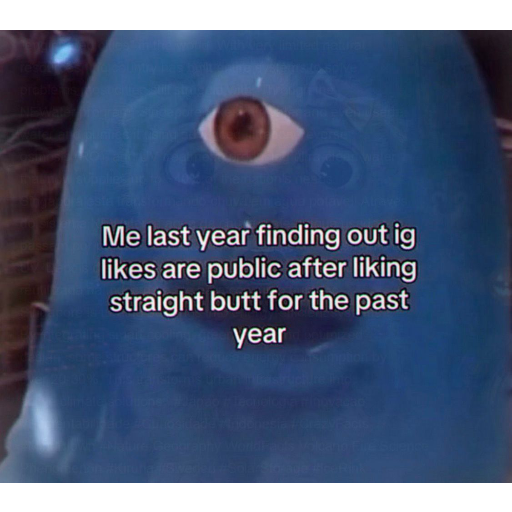 Me last year finding out ig
likes are public after liking
straight butt for the past
year